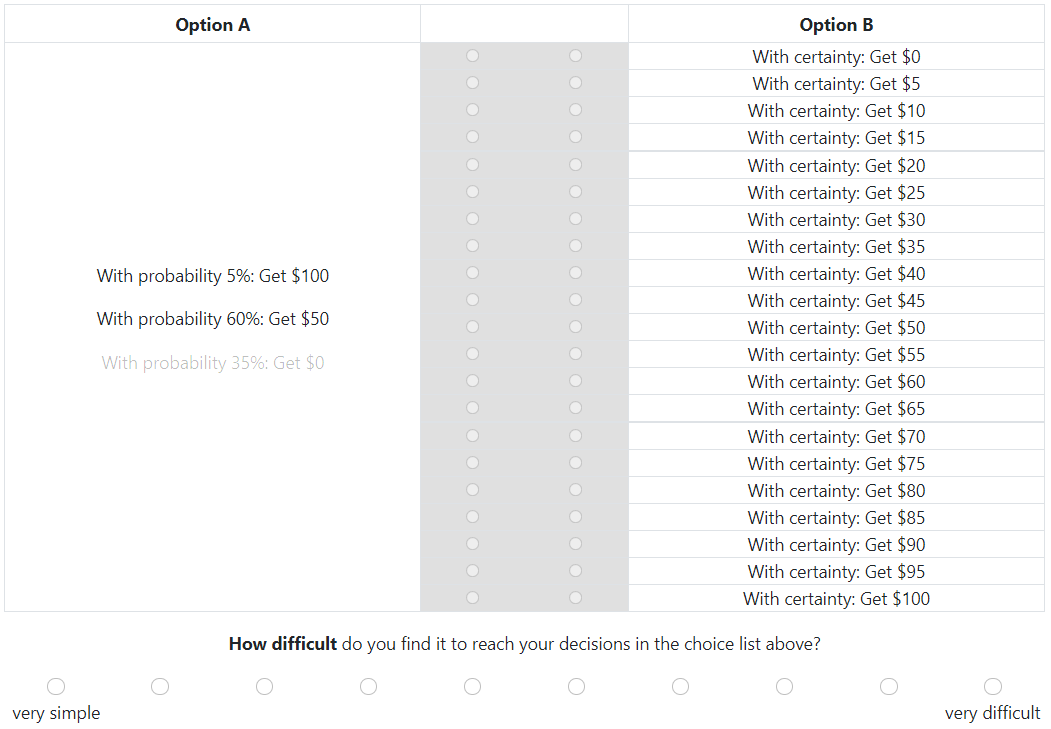 Option A
Option B
With probability 5%: Get $100
With probability 60%: Get $50
With probability 35%: Get $0
With certainty: Get $0
With certainty: Get $5
With certainty: Get $10
With certainty: Get $15
With certainty: Get $20
With certainty: Get $25
With certainty: Get $30
With certainty: Get $35
With certainty: Get $40
With certainty: Get $45
With certainty: Get $50
With certainty: Get $55
With certainty: Get $60
With certainty: Get $65
With certainty: Get $70
With certainty: Get $75
With certainty: Get $80
With certainty: Get $85
With certainty: Get $90
With certainty: Get $95
With certainty: Get $100
How difficult do you find it to reach your decisions in the choice list above?
very simple
very difficult